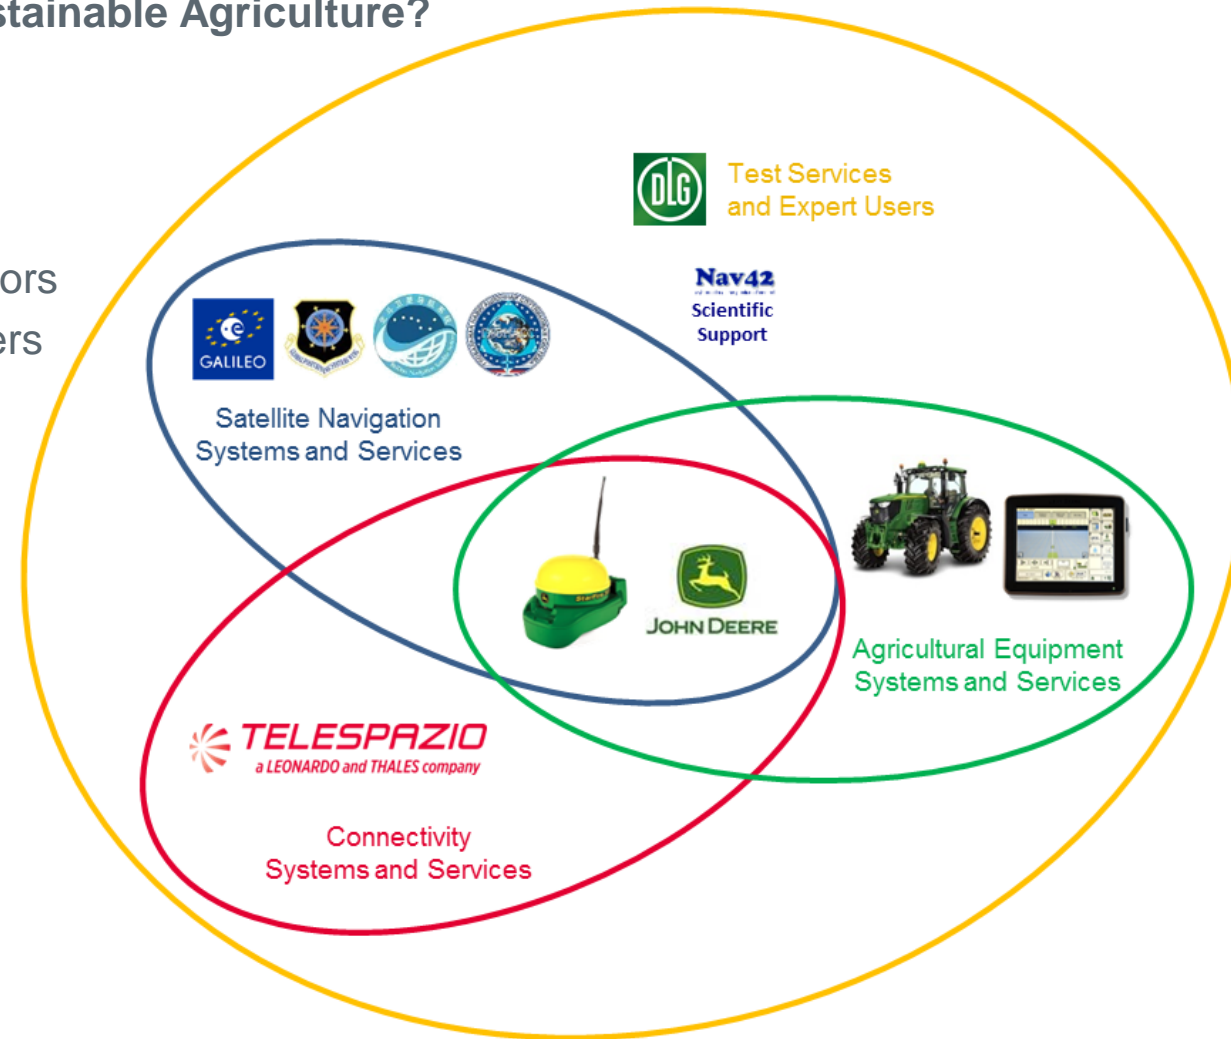 stainable Agriculture?
ors
ers
DLG
Test Services
and Expert Users
Nav42
Scientific
Support
GALILEO
Satellite Navigation
Systems and Services
JOHN DEERE
Agricultural Equipment
Systems and Services
TELESPAZIO
a LEONARDO and THALES company
Connectivity
Systems and Services